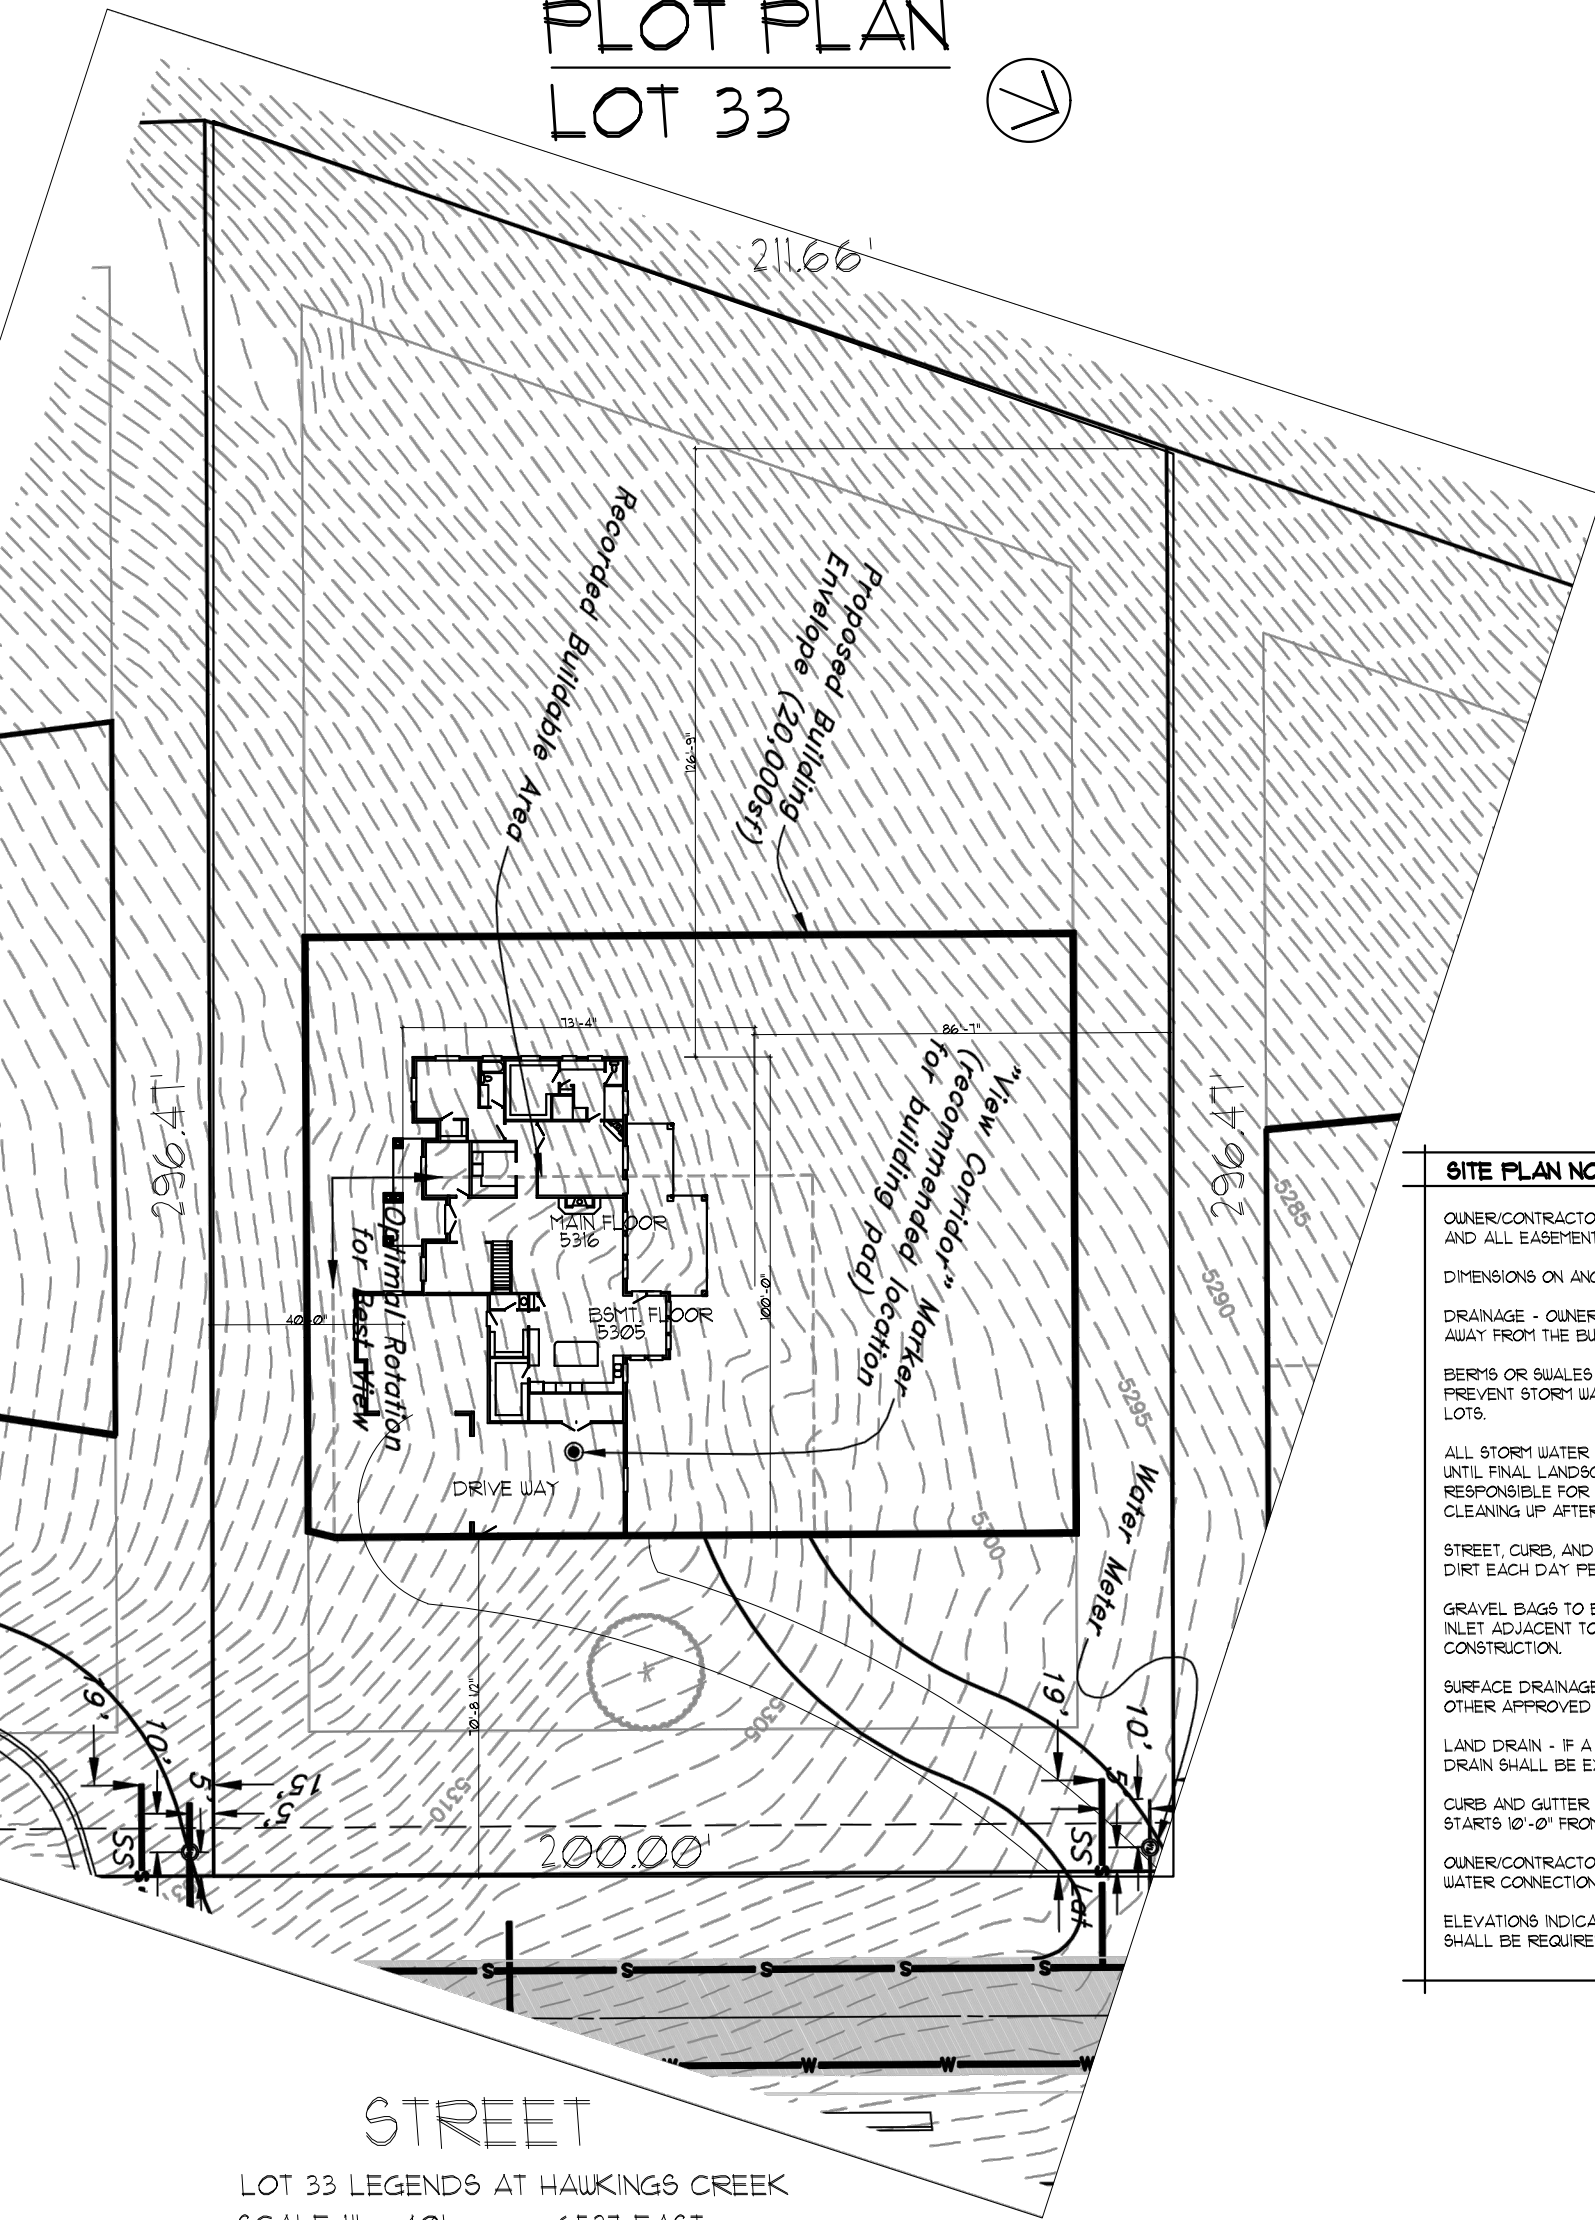 PLOT PLAN
LOT 33
211.66'
Recorded Buildable Area
Proposed Building
Envelope (20,000sf)
126'-9"
73'-4"
86'-7"
"View Corridor" Marker
(recommended location
for building pad)
296.47'
296.47'
MAIN FLOOR
5316
BSMT. FLOOR
5305
100'-0"
40'-0"
Optimal Rotation
for Best View
DRIVE WAY
5285
5290
5295
5300
5305
5310
Water Meter
19'
10'
5'
15'
5'
SS
S
19'
10'
5'
SS Lat
S
200.00'
S S S S S
W W W W
STREET
LOT 33 LEGENDS AT HAWKINGS CREEK
SITE PLAN NO
OWNER/CONTRACTO
AND ALL EASEMENT
DIMENSIONS ON AN
DRAINAGE - OWNER
AWAY FROM THE BU
BERMS OR SWALES
PREVENT STORM WA
LOTS.
ALL STORM WATER
UNTIL FINAL LANDSC
RESPONSIBLE FOR
CLEANING UP AFTER
STREET, CURB, AND
DIRT EACH DAY PE
GRAVEL BAGS TO B
INLET ADJACENT TO
CONSTRUCTION.
SURFACE DRAINAGE
OTHER APPROVED
LAND DRAIN - IF A
DRAIN SHALL BE E
CURB AND GUTTER
STARTS 10'-0" FROM
OWNER/CONTRACTO
WATER CONNECTION
ELEVATIONS INDICA
SHALL BE REQUIRE